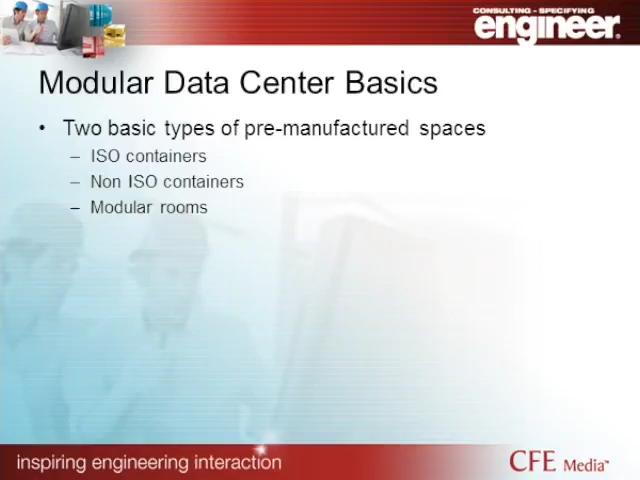 CONSULTING - SPECIFYING
engineer®
Modular Data Center Basics
• Two basic types of pre-manufactured spaces
– ISO containers
– Non ISO containers
– Modular rooms
inspiring engineering interaction
CFE Media™